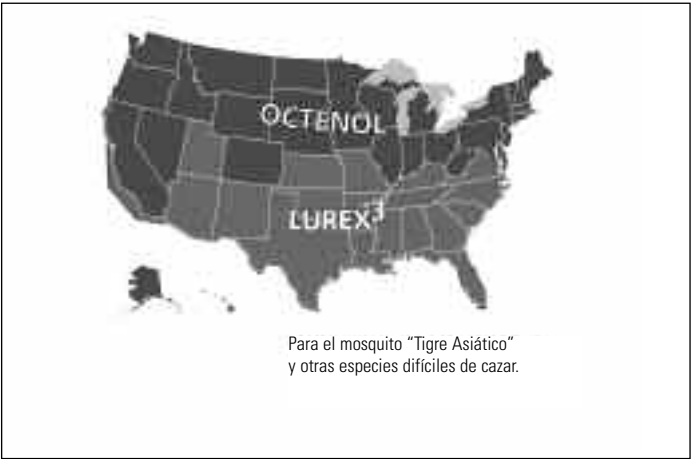 OCTENOL
LUREX³
Para el mosquito “Tigre Asiático”
y otras especies difíciles de cazar.